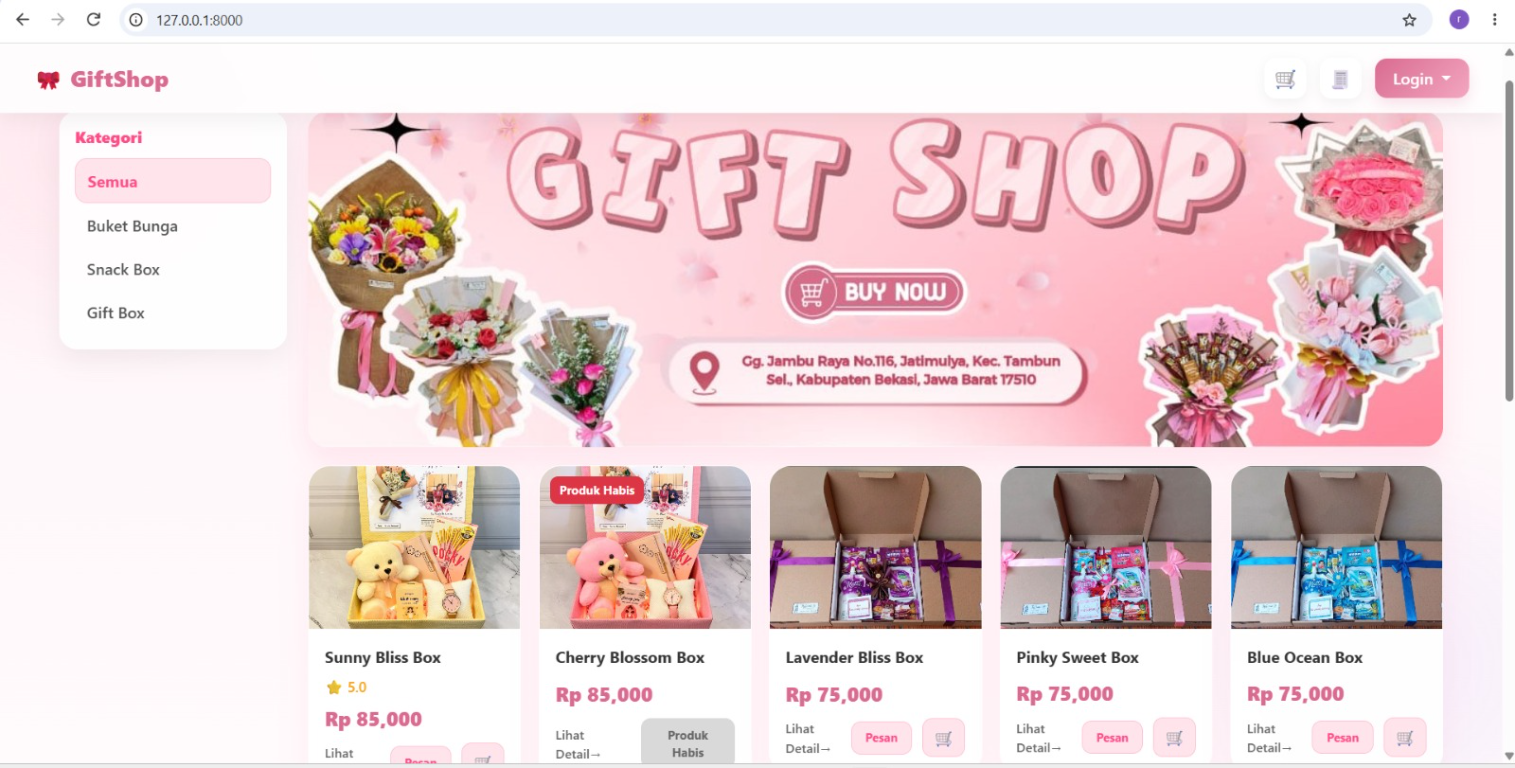 127.0.0.1:8000
r
GiftShop
Login
Kategori
Semua
Buket Bunga
Snack Box
Gift Box
GIFT SHOP
BUY NOW
Gg. Jambu Raya No.116, Jatimulya, Kec. Tambun
Sel., Kabupaten Bekasi, Jawa Barat 17510
Produk Habis
POCKY
POCKY
Sunny Bliss Box
5.0
Rp 85,000
Lihat
Pesan
Cherry Blossom Box
Rp 85,000
Lihat
Detail→
Produk
Habis
Lavender Bliss Box
Rp 75,000
Lihat
Detail→
Pesan
Pinky Sweet Box
Rp 75,000
Lihat
Detail→
Pesan
Blue Ocean Box
Rp 75,000
Lihat
Detail→
Pesan